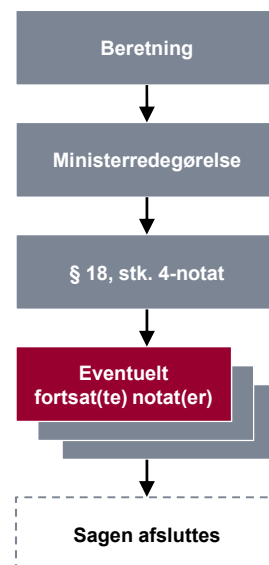 Beretning
Ministerredegørelse
§ 18, stk. 4-notat
Eventuelt
fortsat(te) notat(er)
Sagen afsluttes